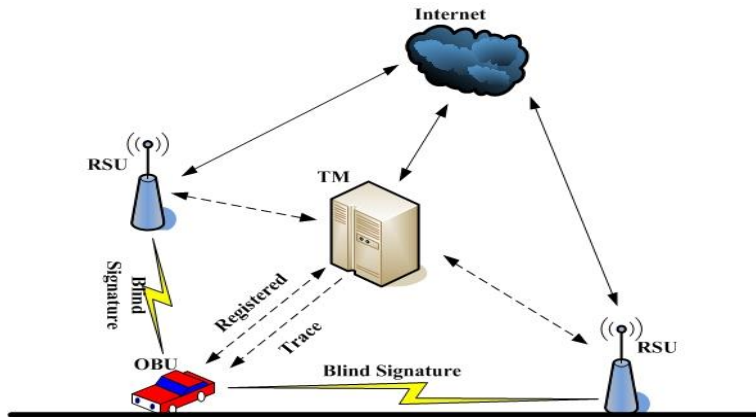 Internet
RSU
TM
Blind
Signature
Registered
Trace
OBU
Blind Signature
RSU